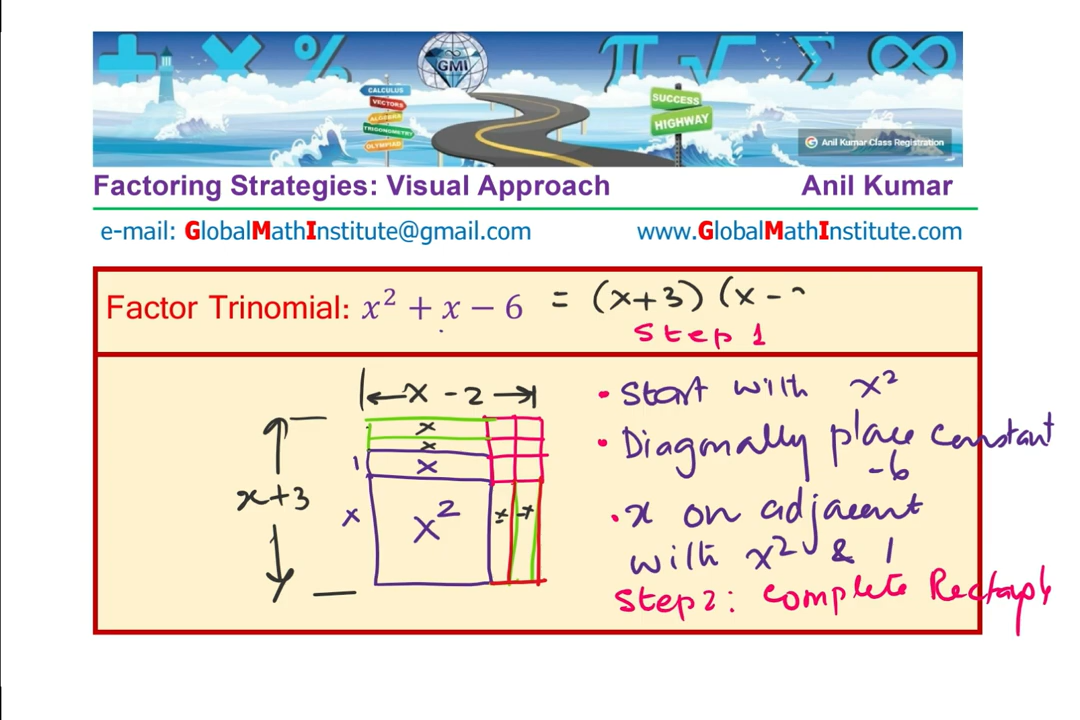 GMI
CALCULUS
VECTORS
ALGEBRA
TRIGONOMETRY
OLYMPIAD
SUCCESS
HIGHWAY
Anil Kumar Class Registration
Factoring Strategies: Visual Approach Anil Kumar
e-mail: GlobalMathInstitute@gmail.com www.GlobalMathInstitute.com
Factor Trinomial: x² + x − 6 = (x+3) (x -
Step 1
x - 2
x
x
1 x
x+3
x x² -x -x
• Start with x²
• Diagonally place constant
-6
• x on adjacent
with x² & 1
Step 2: Complete